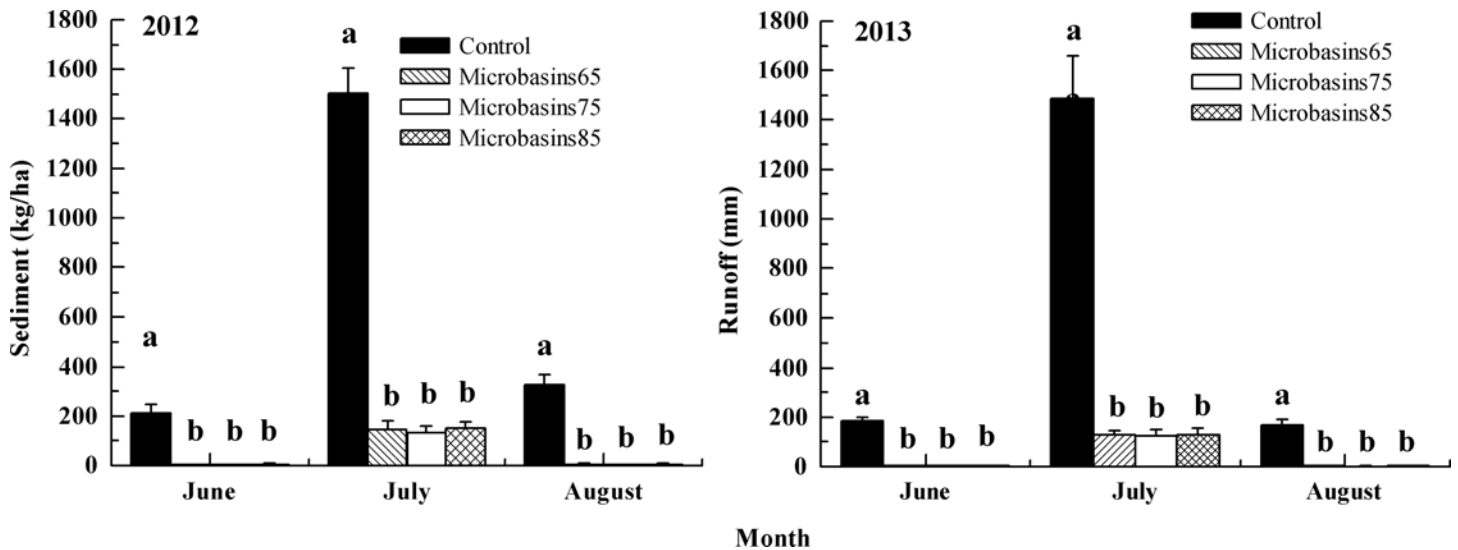 2012
Control
Microbasins65
Microbasins75
Microbasins85
Sediment (kg/ha)
1800
1600
1400
1200
1000
800
600
400
200
0
a
b b b
a
b b b
a
b b b
June July August
2013
Control
Microbasins65
Microbasins75
Microbasins85
Runoff (mm)
1800
1600
1400
1200
1000
800
600
400
200
0
a
b b b
a
b b b
a
b b b
June July August
Month